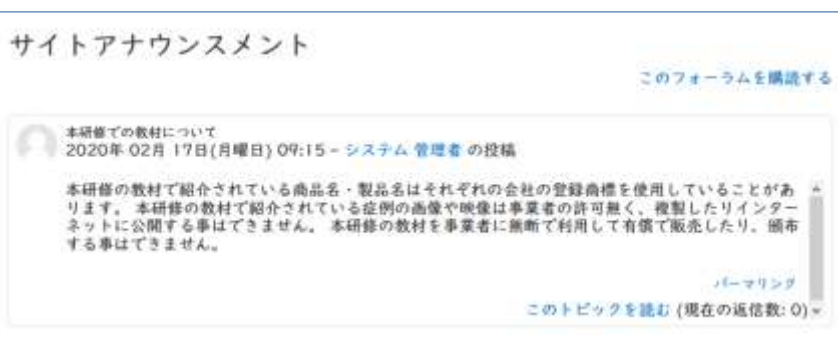 サイトアナウンスメント
このフォーラムを購読する
本研修での教材について
2020年 02月 17日(月曜日) 09:15 - システム 管理者 の投稿
本研修の教材で紹介されている商品名・製品名はそれぞれの会社の登録商標を使用していることがあ
ります。 本研修の教材で紹介されている症例の画像や映像は事業者の許可無く、複製したりインター
ネットに公開する事はできません。 本研修の教材を事業者に無断で利用して有償で販売したり、頒布
する事はできません。
パーマリンク
このトピックを読む (現在の返信数: 0)